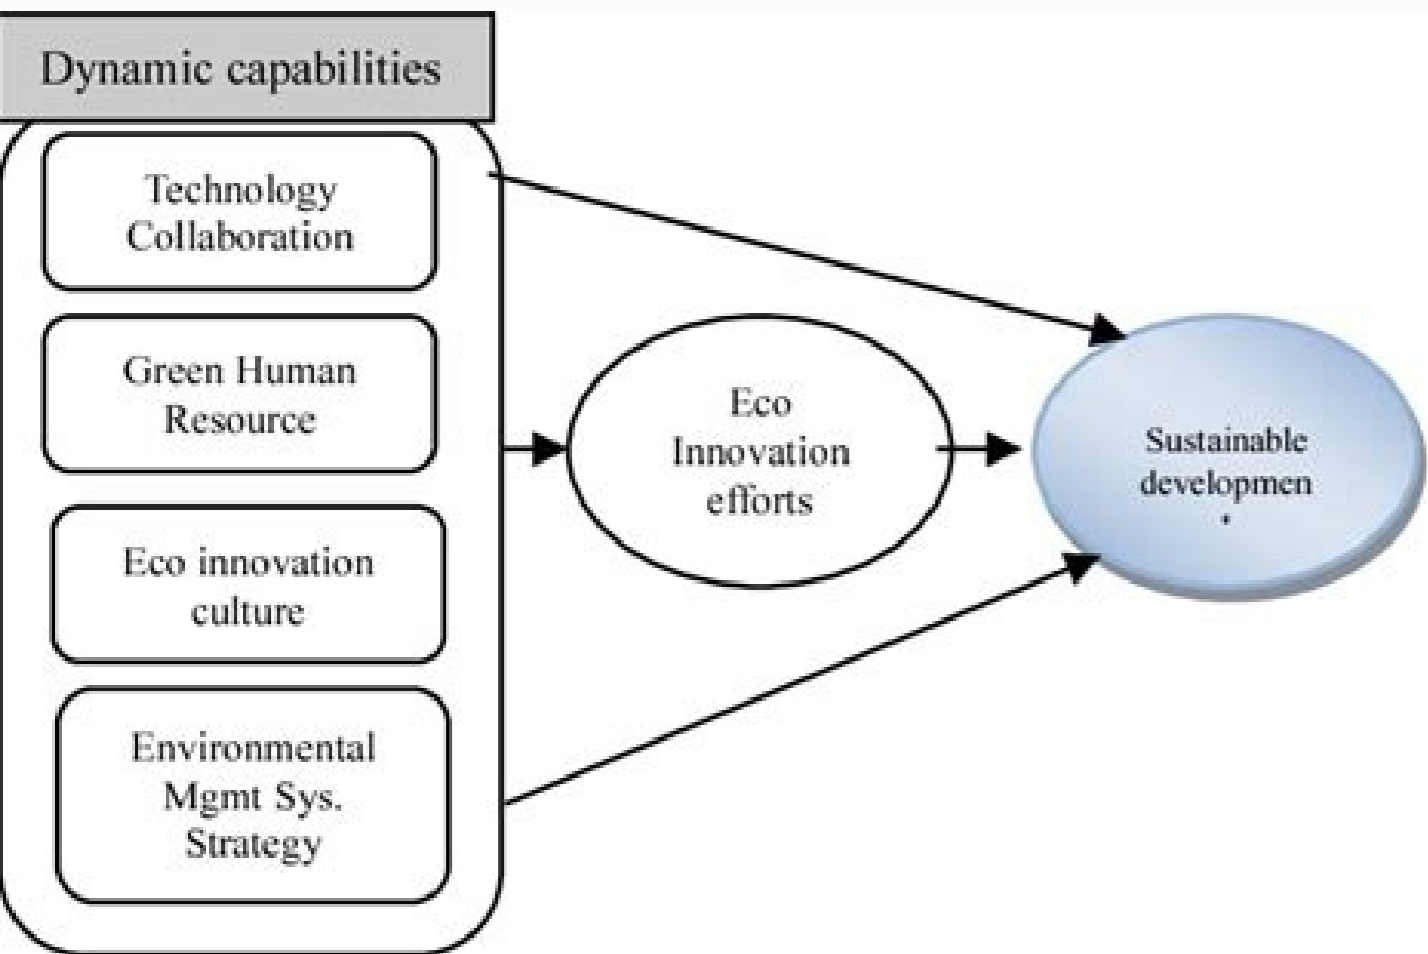 Dynamic capabilities
Technology
Collaboration
Green Human
Resource
Eco innovation
culture
Environmental
Mgmt Sys.
Strategy
Eco
Innovation
efforts
Sustainable
developmen